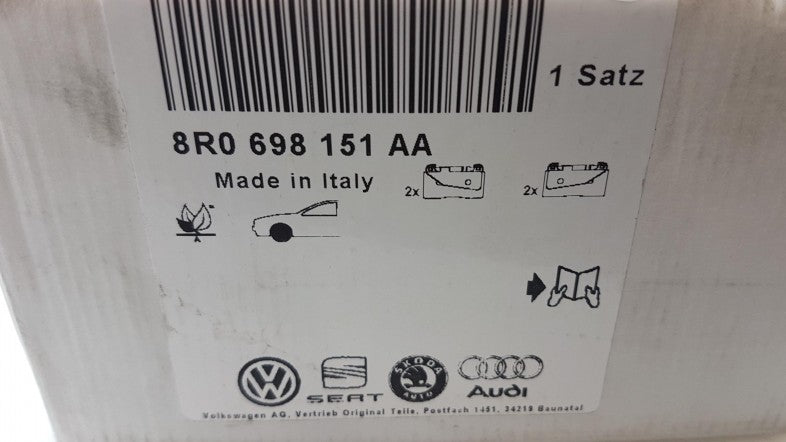 1 Satz
8R0 698 151 AA
Made in Italy
2x
2x
SEAT
ŠKODA
AUTO
Audi
Volkswagen AG, Vertrieb Original Teile, Postfach 1451, 34219 Baunatal